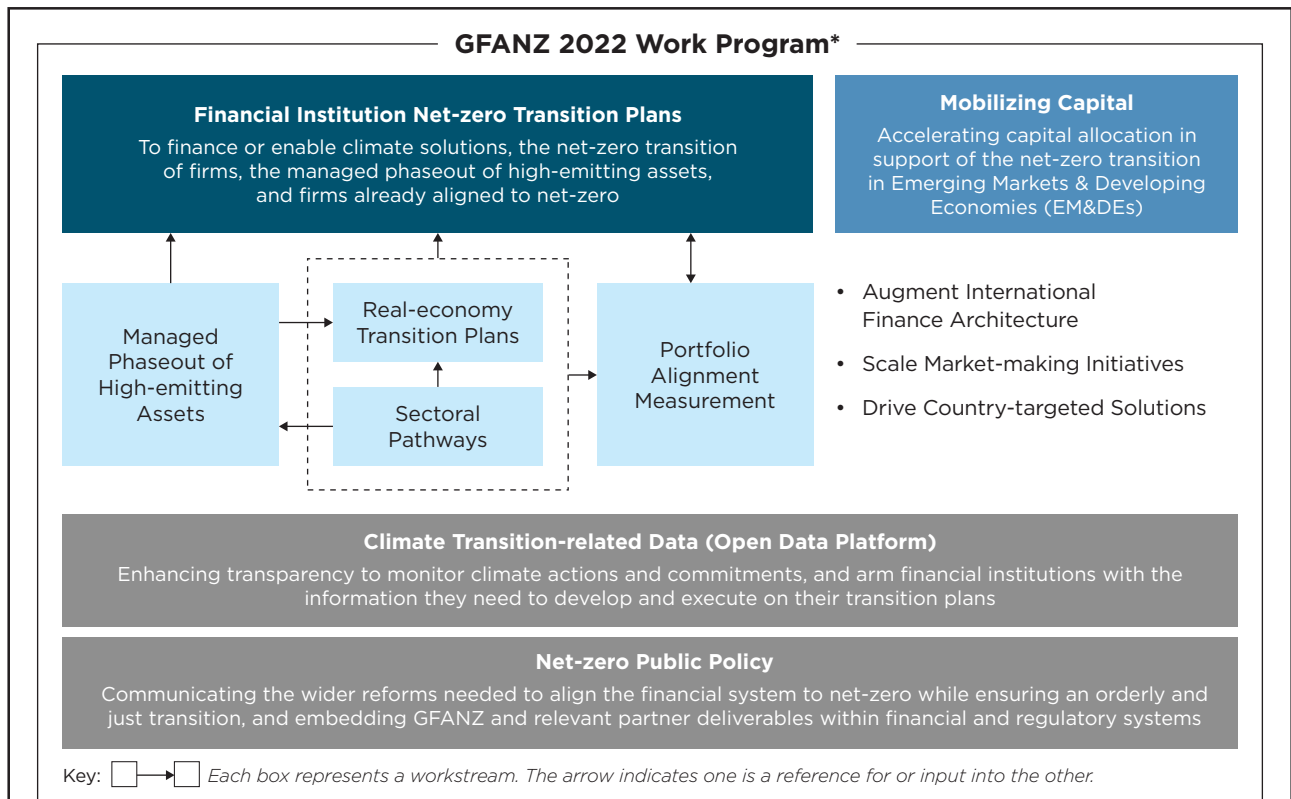 GFANZ 2022 Work Program*
Financial Institution Net-zero Transition Plans
To finance or enable climate solutions, the net-zero transition
of firms, the managed phaseout of high-emitting assets,
and firms already aligned to net-zero
Mobilizing Capital
Accelerating capital allocation in
support of the net-zero transition
in Emerging Markets & Developing
Economies (EM&DEs)
Managed
Phaseout of
High-emitting
Assets
Real-economy
Transition Plans
Sectoral
Pathways
Portfolio
Alignment
Measurement
• Augment International
Finance Architecture
• Scale Market-making Initiatives
• Drive Country-targeted Solutions
Climate Transition-related Data (Open Data Platform)
Enhancing transparency to monitor climate actions and commitments, and arm financial institutions with the
information they need to develop and execute on their transition plans
Net-zero Public Policy
Communicating the wider reforms needed to align the financial system to net-zero while ensuring an orderly and
just transition, and embedding GFANZ and relevant partner deliverables within financial and regulatory systems
Key: Each box represents a workstream. The arrow indicates one is a reference for or input into the other.